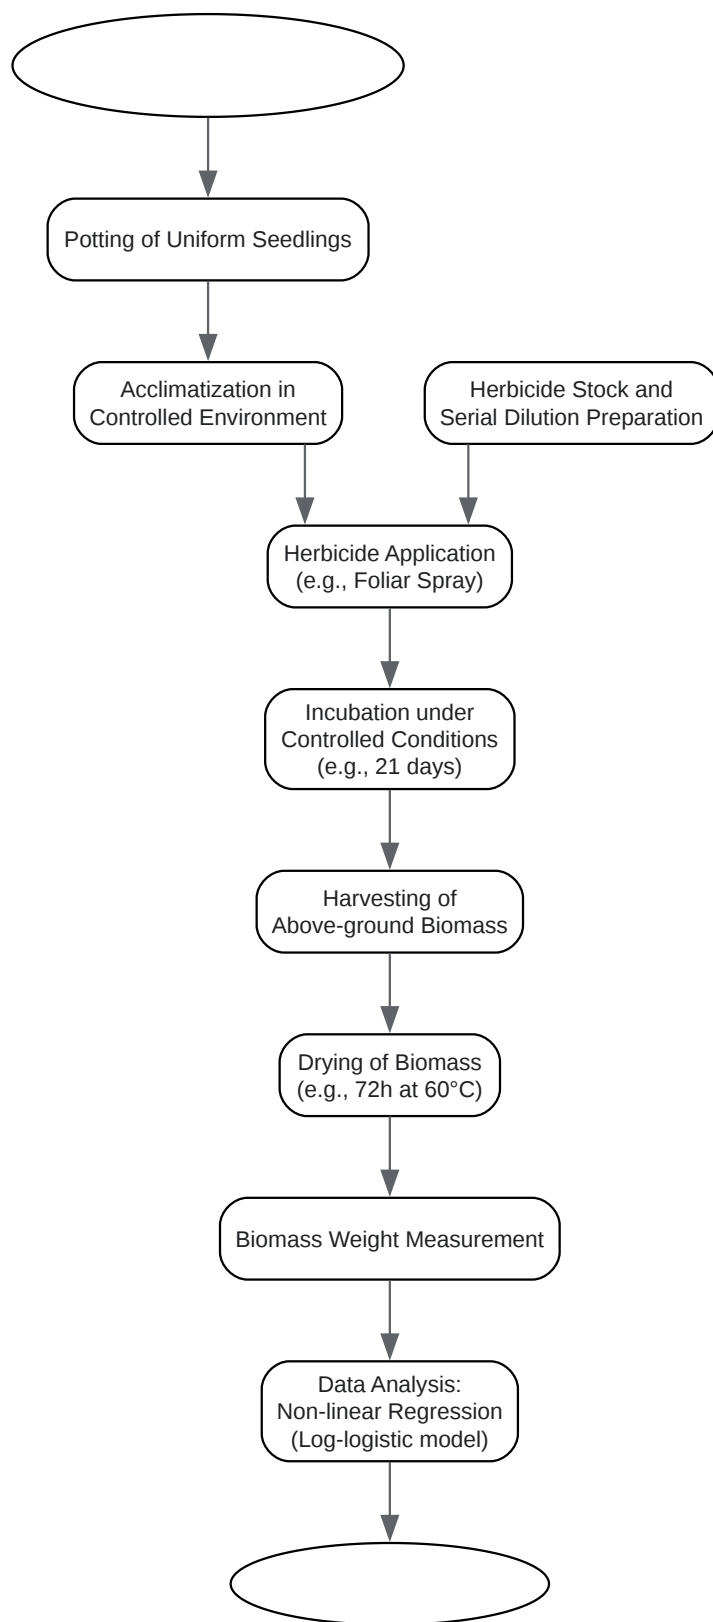 Potting of Uniform Seedlings
Acclimatization in
Controlled Environment
Herbicide Stock and
Serial Dilution Preparation
Herbicide Application
(e.g., Foliar Spray)
Incubation under
Controlled Conditions
(e.g., 21 days)
Harvesting of
Above-ground Biomass
Drying of Biomass
(e.g., 72h at 60°C)
Biomass Weight Measurement
Data Analysis:
Non-linear Regression
(Log-logistic model)